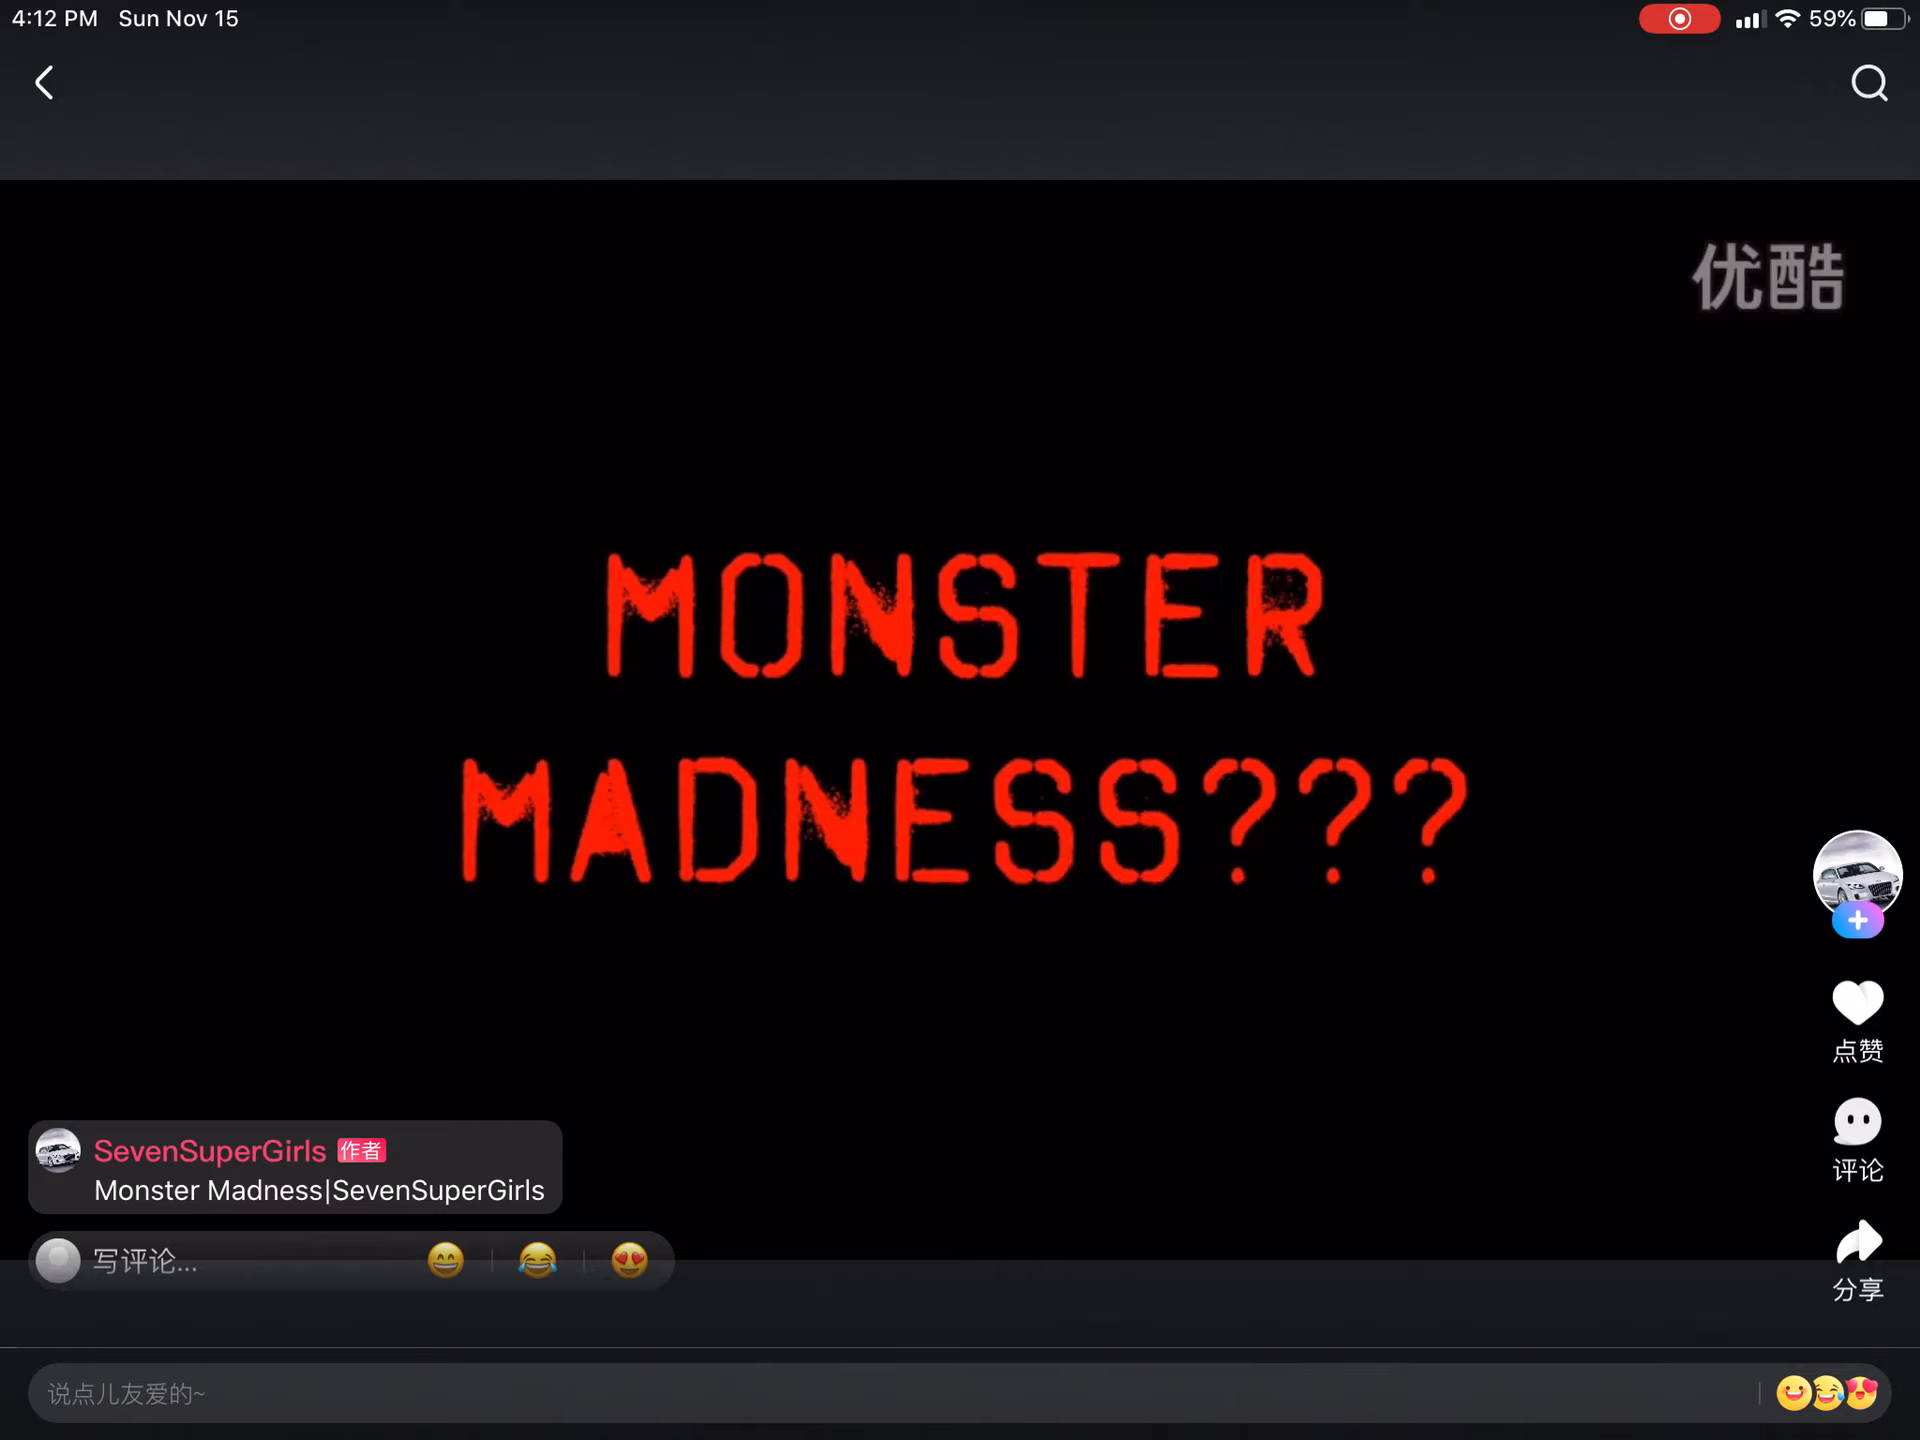 4:12 PM Sun Nov 15
59%
优酷
MONSTER
MADNESS???
点赞
SevenSuperGirls 作者
Monster Madness|SevenSuperGirls
评论
写评论...
分享
说点儿友爱的~